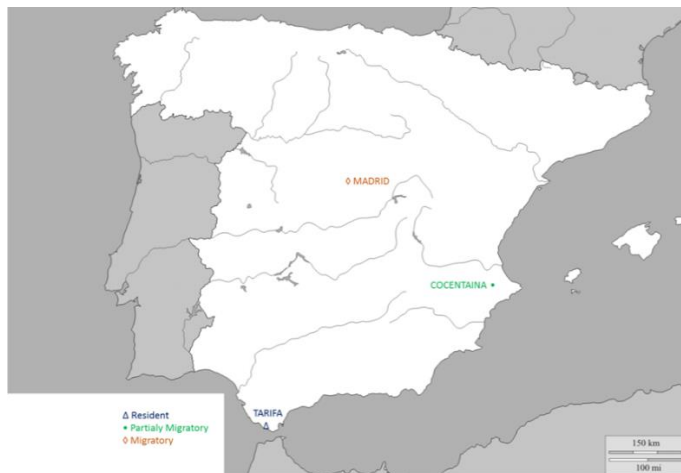 ◊ MADRID
COCENTAINA •
TARIFA
Δ
Δ Resident
• Partialy Migratory
◊ Migratory
150 km
100 mi